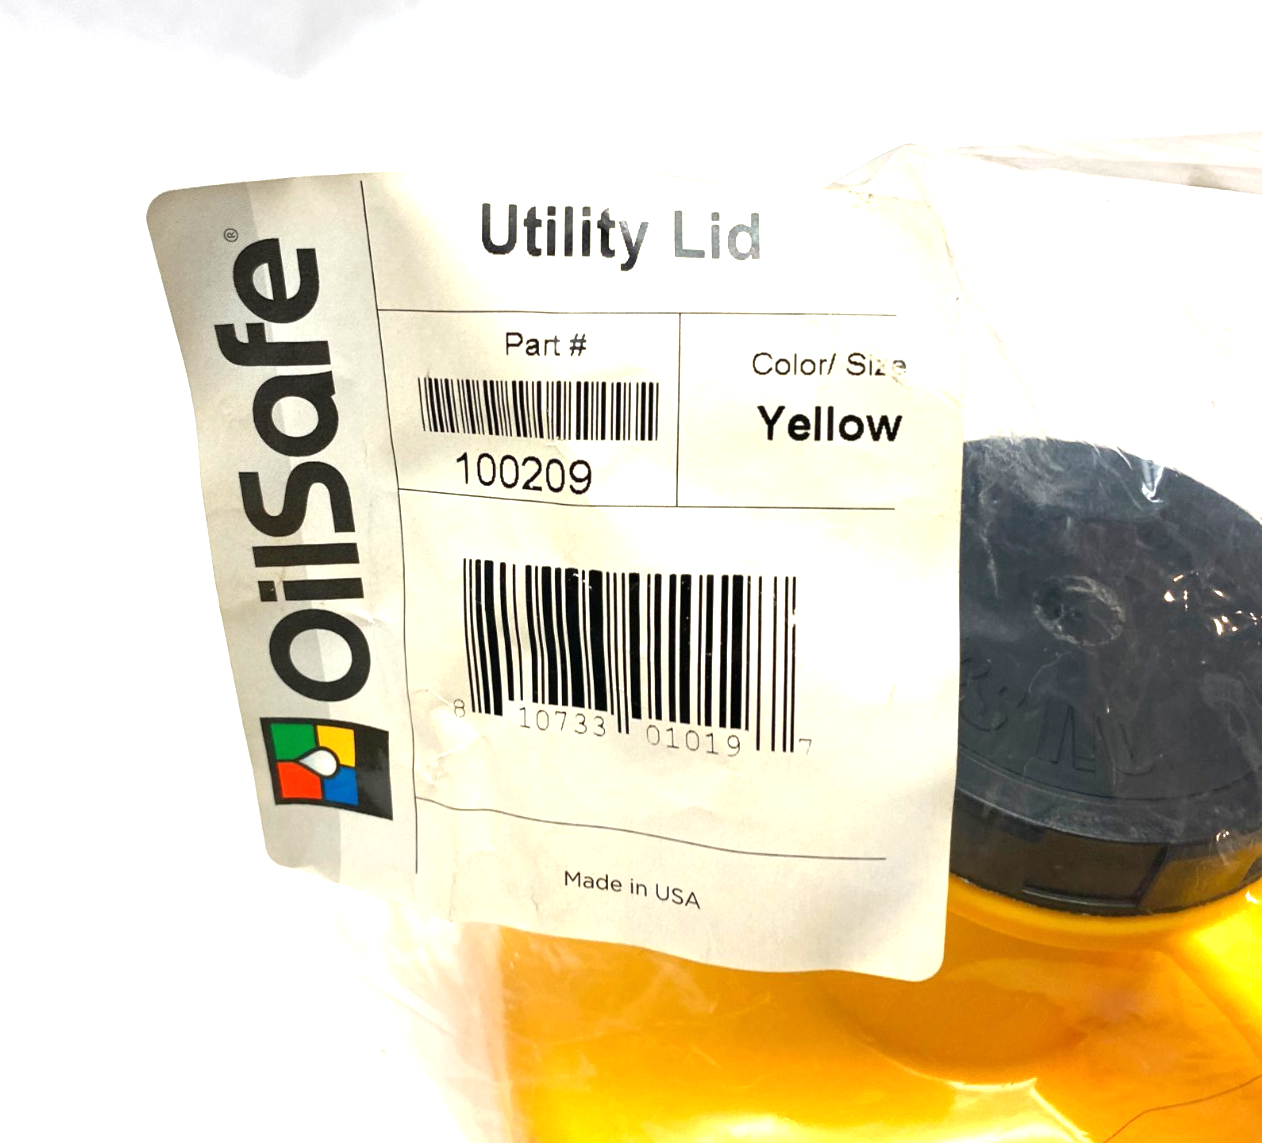 OilSafe®
Utility Lid
Part #
100209
Color/ Size
Yellow
8 10733 01019 7
Made in USA